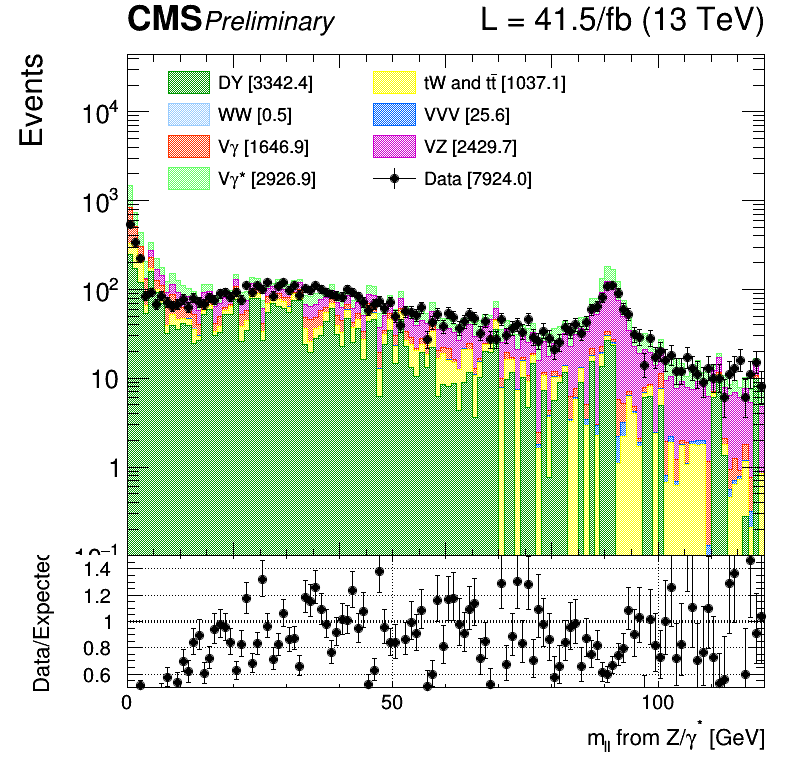 CMS Preliminary L = 41.5/fb (13 TeV)
Events
DY [3342.4] tW and tt̄ [1037.1]
WW [0.5] VVV [25.6]
Vγ [1646.9] VZ [2429.7]
Vγ* [2926.9] Data [7924.0]
10⁴
10³
10²
10
1
10⁻¹
Data/Expected
1.4
1.2
1
0.8
0.6
0 50 100
m_ll from Z/γ* [GeV]